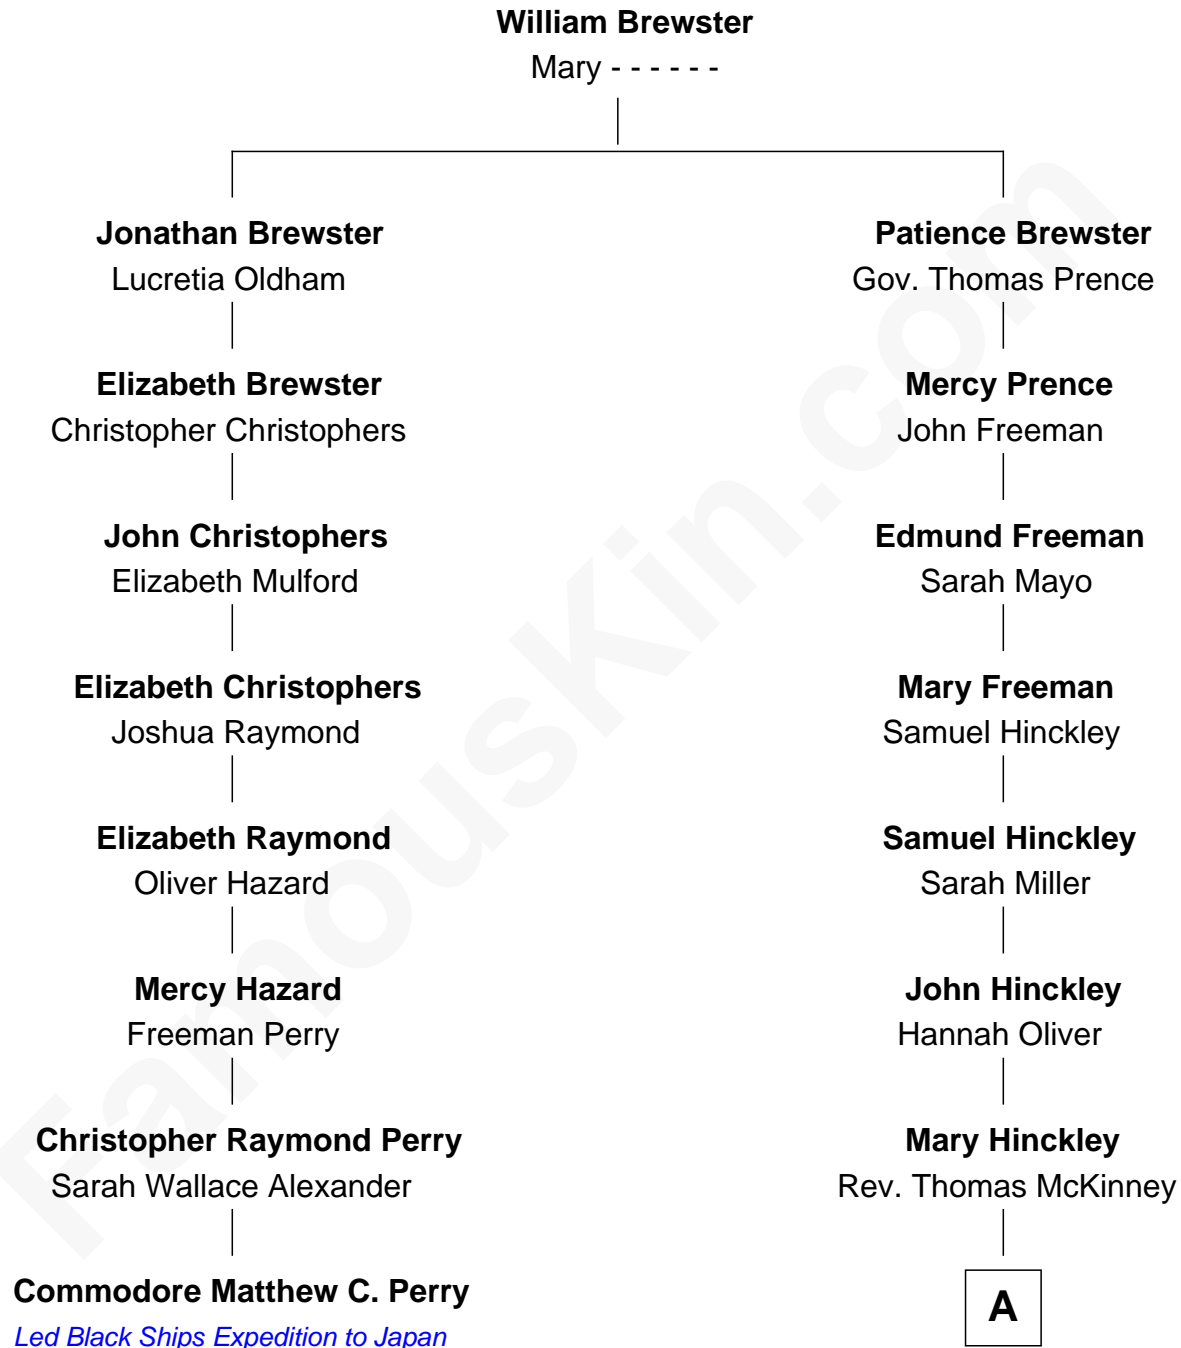 William Brewster
Mary - - - - - -
Jonathan Brewster
Lucretia Oldham
Patience Brewster
Gov. Thomas Prence
Elizabeth Brewster
Christopher Christophers
Mercy Prence
John Freeman
John Christophers
Elizabeth Mulford
Edmund Freeman
Sarah Mayo
Elizabeth Christophers
Joshua Raymond
Mary Freeman
Samuel Hinckley
Elizabeth Raymond
Oliver Hazard
Samuel Hinckley
Sarah Miller
Mercy Hazard
Freeman Perry
John Hinckley
Hannah Oliver
Christopher Raymond Perry
Sarah Wallace Alexander
Mary Hinckley
Rev. Thomas McKinney
Commodore Matthew C. Perry
Led Black Ships Expedition to Japan
A
FamousKin.com